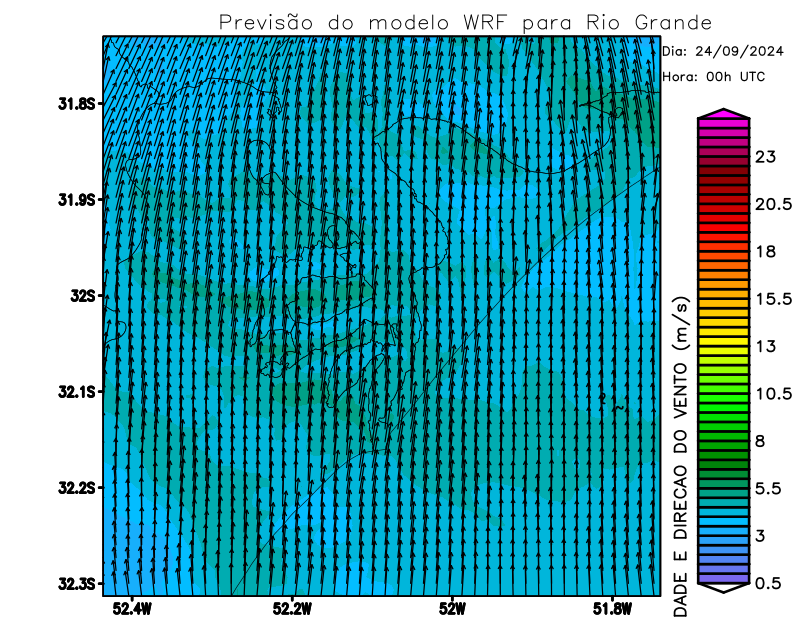 Previsão do modelo WRF para Rio Grande
Dia: 24/09/2024
Hora: 00h UTC
31.8S
31.9S
32S
32.1S
32.2S
32.3S
52.4W
52.2W
52W
51.8W
23
20.5
18
15.5
13
10.5
8
5.5
3
0.5
DADE E DIRECAO DO VENTO (m/s)